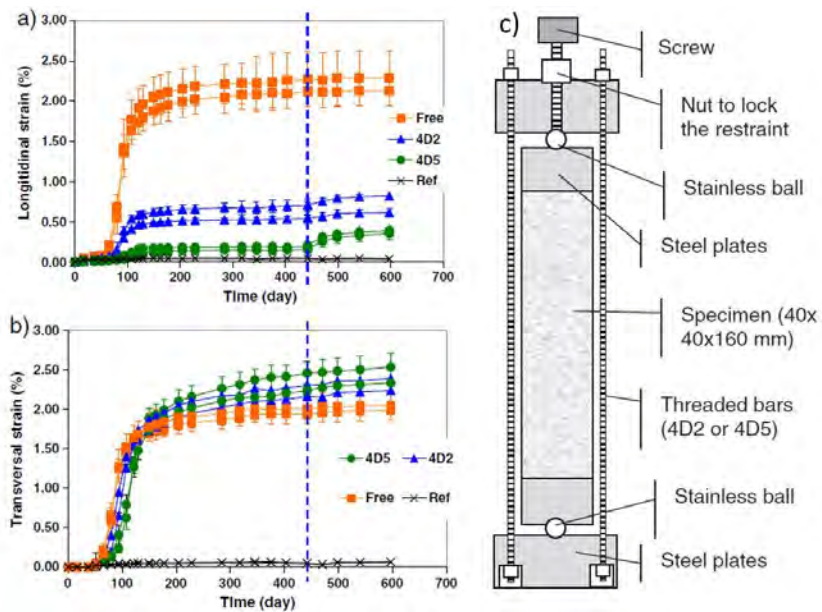 a)
3.00
2.50
2.00
1.50
1.00
0.50
0.00
Longitidinal strain (%)
Free
4D2
4D5
Ref
0
100
200
300
400
500
600
700
Time (day)
b)
3.00
2.50
2.00
1.50
1.00
0.50
0.00
Transversal strain (%)
4D5
4D2
Free
Ref
0
100
200
300
400
500
600
700
Time (day)
c)
Screw
Nut to lock
the restraint
Stainless ball
Steel plates
Specimen (40x
40x160 mm)
Threaded bars
(4D2 or 4D5)
Stainless ball
Steel plates